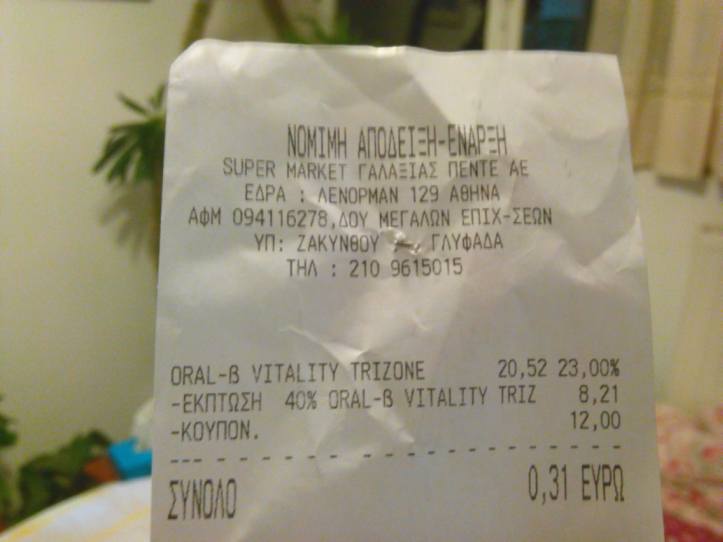 ΝΟΜΙΜΗ ΑΠΟΔΕΙΞΗ-ΕΝΑΡΞΗ
SUPER MARKET ΓΑΛΑΞΙΑΣ ΠΕΝΤΕ ΑΕ
ΕΔΡΑ : ΛΕΝΟΡΜΑΝ 129 ΑΘΗΝΑ
ΑΦΜ 094116278,ΔΟΥ ΜΕΓΑΛΩΝ ΕΠΙΧ-ΣΕΩΝ
ΥΠ: ΖΑΚΥΝΘΟΥ ΓΛΥΦΑΔΑ
ΤΗΛ : 210 9615015
ORAL-B VITALITY TRIZONE 20,52 23,00%
-ΕΚΠΤΩΣΗ 40% ORAL-B VITALITY TRIZ 8,21
-ΚΟΥΠΟΝ. 12,00
ΣΥΝΟΛΟ 0,31 ΕΥΡΩ